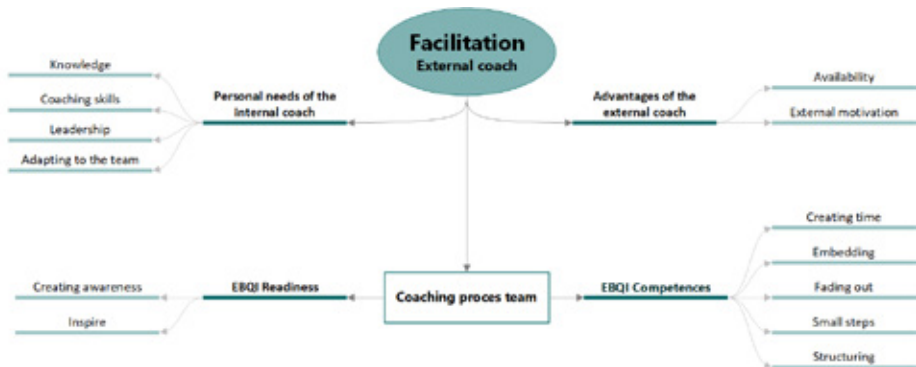 Facilitation
External coach
Knowledge
Coaching skills
Leadership
Adapting to the team
Personal needs of the
internal coach
Advantages of the
external coach
Availability
External motivation
Creating awareness
Inspire
EBQI Readiness
Coaching proces team
EBQI Competences
Creating time
Embedding
Fading out
Small steps
Structuring